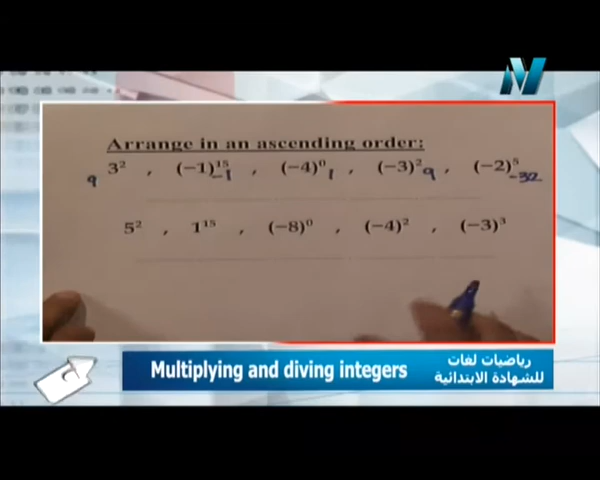 Arrange in an ascending order:
9 3² , (−1)¹⁵ -1 , (−4)⁰ 1 , (−3)² 9 , (−2)⁵ -32
5² , 1¹⁵ , (−8)⁰ , (−4)² , (−3)³
Multiplying and diving integers
رياضيات لغات
للشهادة الابتدائية